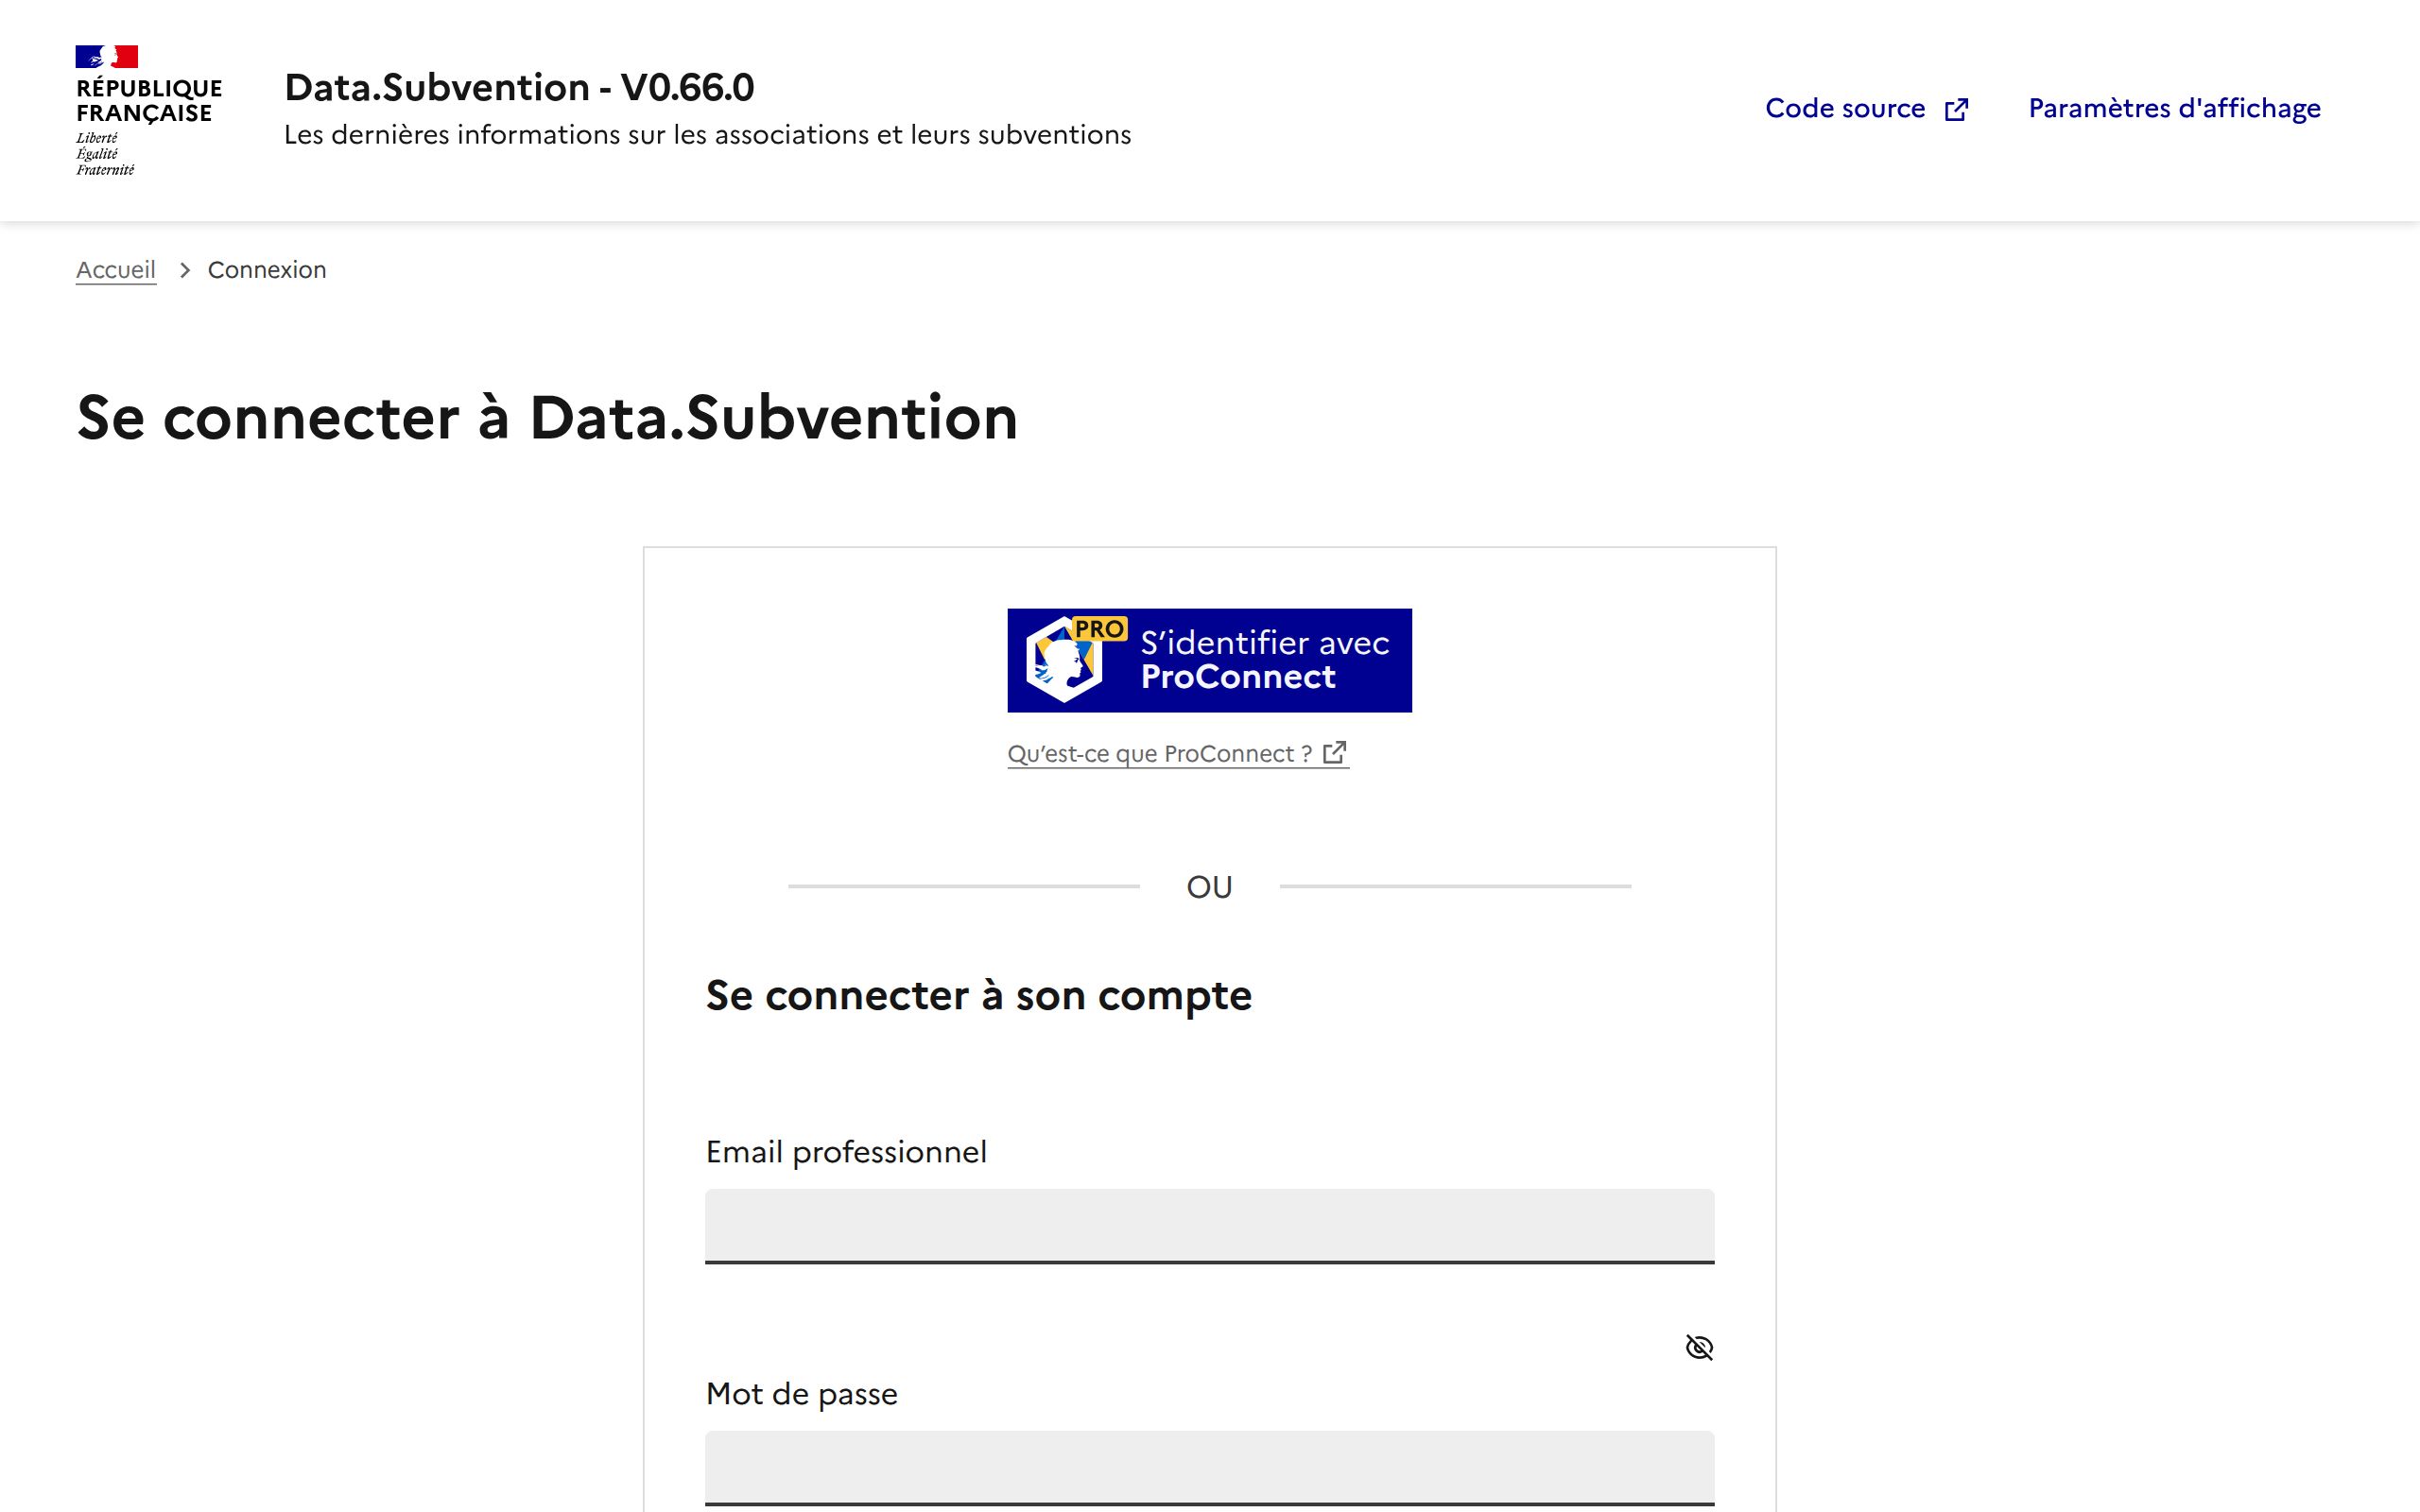 RÉPUBLIQUE
FRANÇAISE
Liberté
Égalité
Fraternité
Data.Subvention - V0.66.0
Les dernières informations sur les associations et leurs subventions
Code source
Paramètres d'affichage
Accueil
Connexion
Se connecter à Data.Subvention
PRO
S’identifier avec
ProConnect
Qu’est-ce que ProConnect ?
OU
Se connecter à son compte
Email professionnel
Mot de passe